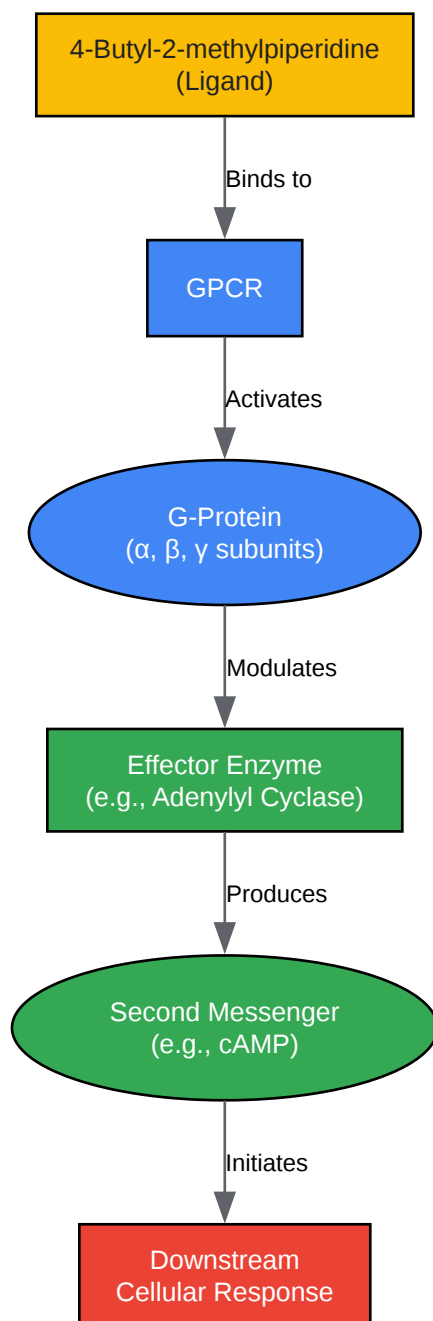 4-Butyl-2-methylpiperidine
(Ligand)
Binds to
GPCR
Activates
G-Protein
(α, β, γ subunits)
Modulates
Effector Enzyme
(e.g., Adenylyl Cyclase)
Produces
Second Messenger
(e.g., cAMP)
Initiates
Downstream
Cellular Response